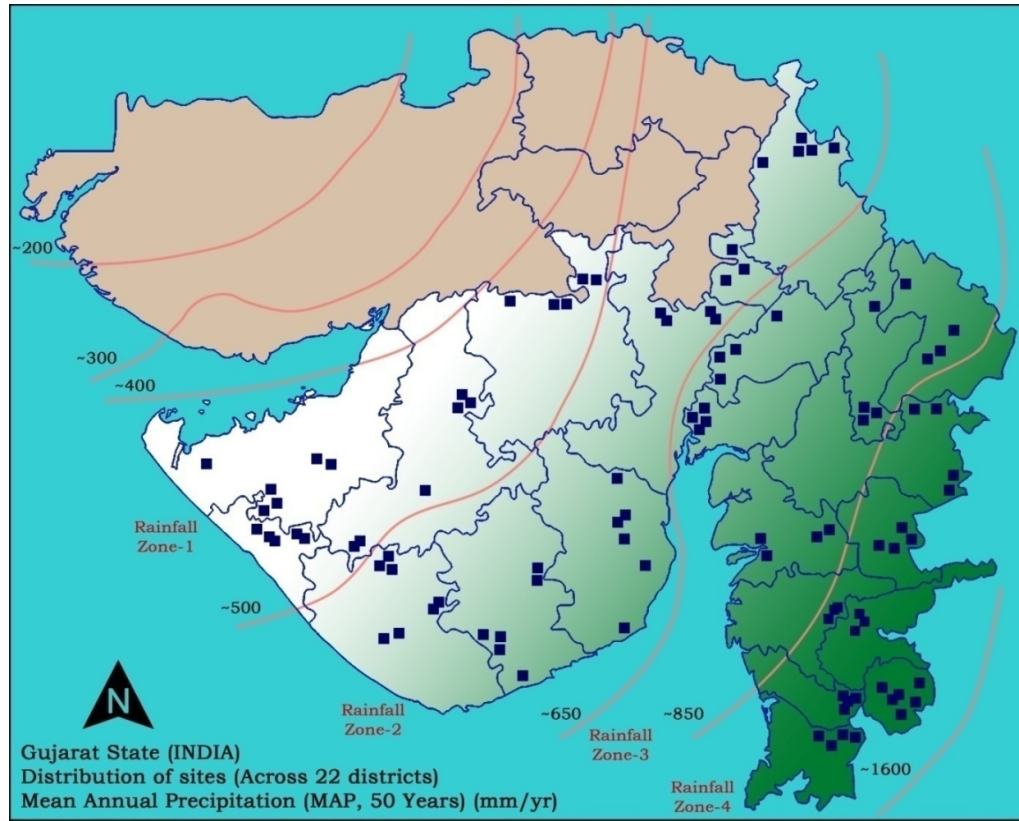 ~200
~300
~400
Rainfall
Zone-1
~500
N
Rainfall
Zone-2
~650
~850
Rainfall
Zone-3
~1600
Rainfall
Zone-4
Gujarat State (INDIA)
Distribution of sites (Across 22 districts)
Mean Annual Precipitation (MAP, 50 Years) (mm/yr)